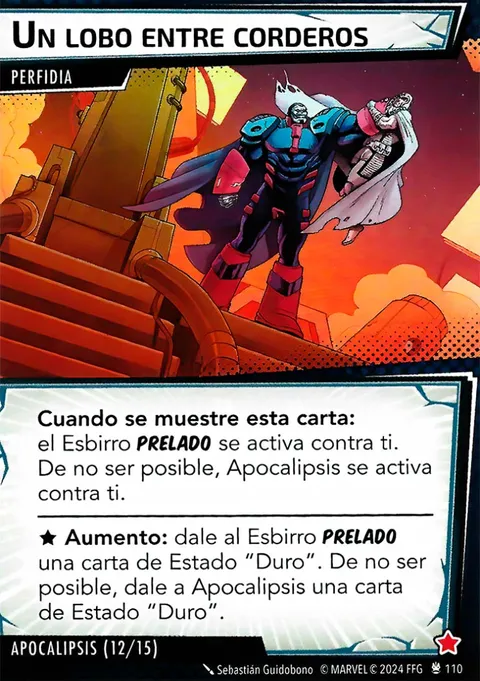 Un lobo entre corderos
PERFIDIA
Cuando se muestre esta carta:
el Esbirro PRELADO se activa contra ti.
De no ser posible, Apocalipsis se activa
contra ti.
★ Aumento: dale al Esbirro PRELADO
una carta de Estado “Duro”. De no ser
posible, dale a Apocalipsis una carta
de Estado “Duro”.
APOCALIPSIS (12/15)
Sebastián Guidobono © MARVEL © 2024 FFG 110